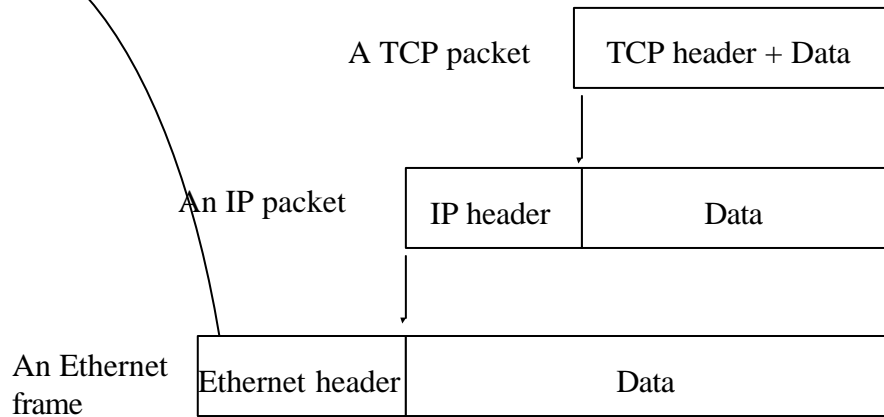 A TCP packet
TCP header + Data
An IP packet
IP header
Data
An Ethernet
frame
Ethernet header
Data